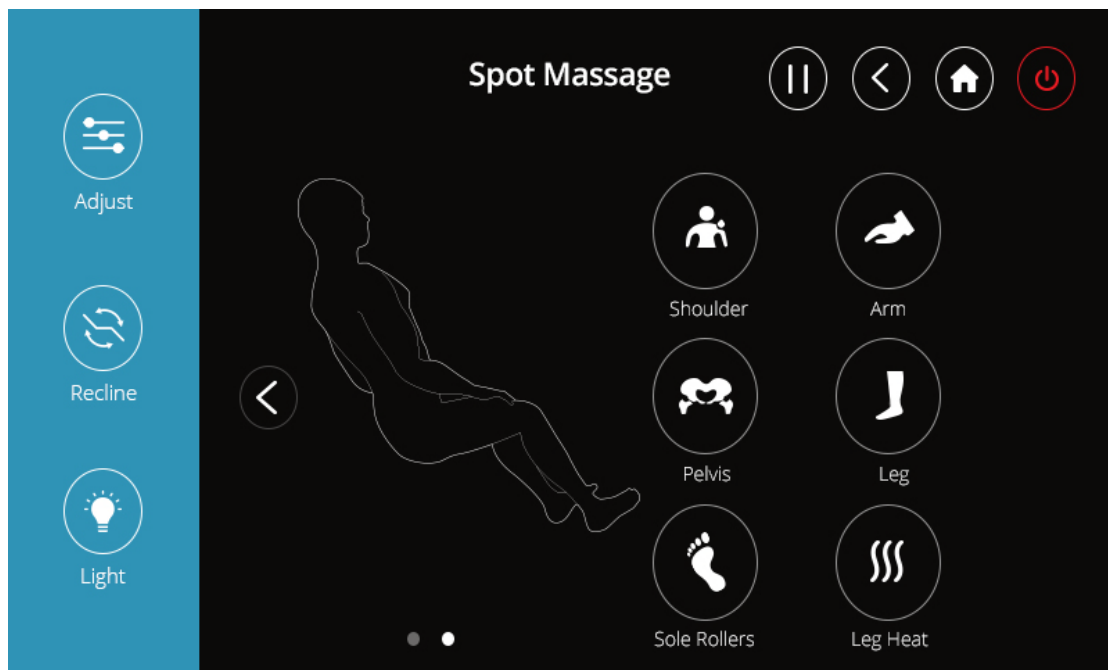 Spot Massage
Adjust
Recline
Light
Shoulder
Arm
Pelvis
Leg
Sole Rollers
Leg Heat